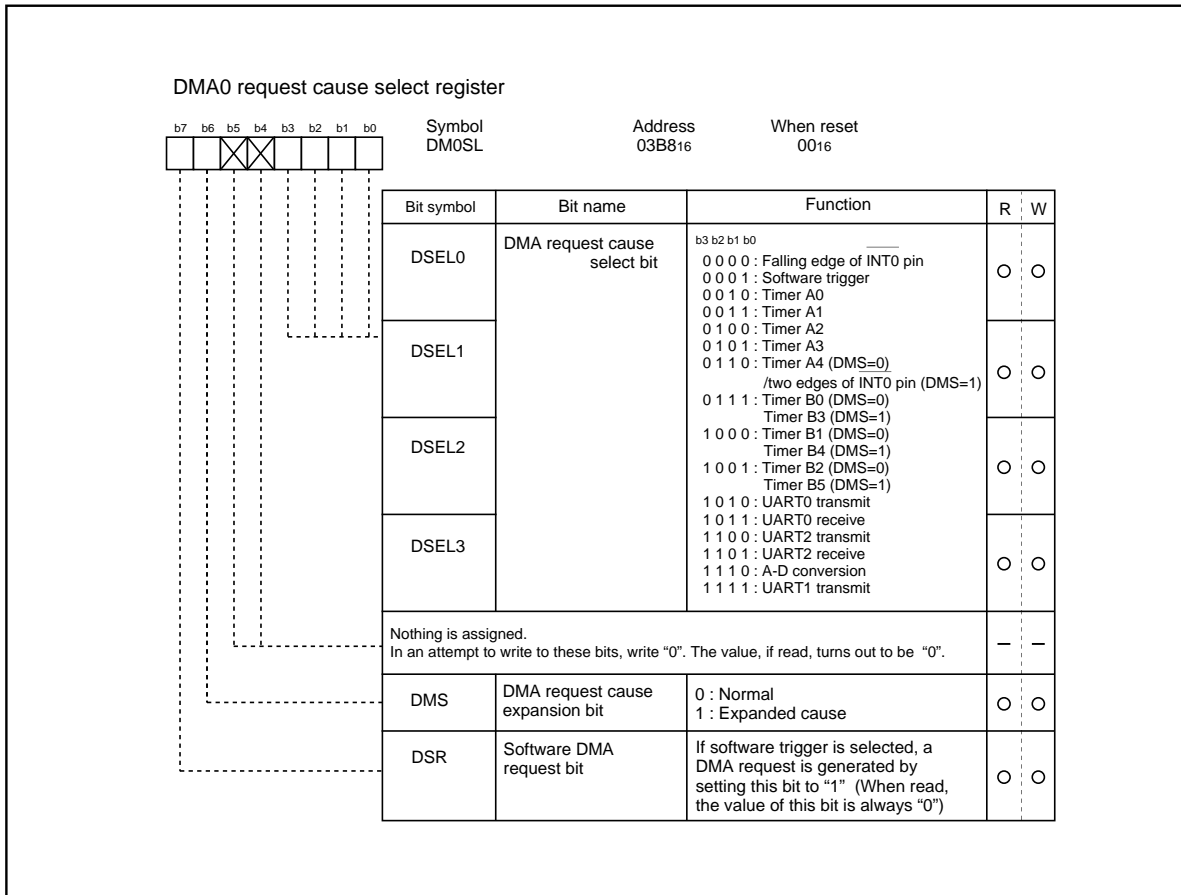 DMA0 request cause select register
b7 b6 b5 b4 b3 b2 b1 b0
Symbol Address When reset
DM0SL 03B816 0016
Bit symbol Bit name Function R W
DSEL0
DMA request cause
select bit
b3 b2 b1 b0
0 0 0 0 : Falling edge of INT0 pin
0 0 0 1 : Software trigger
0 0 1 0 : Timer A0
0 0 1 1 : Timer A1
0 1 0 0 : Timer A2
0 1 0 1 : Timer A3
0 1 1 0 : Timer A4 (DMS=0)
/two edges of INT0 pin (DMS=1)
0 1 1 1 : Timer B0 (DMS=0)
Timer B3 (DMS=1)
1 0 0 0 : Timer B1 (DMS=0)
Timer B4 (DMS=1)
1 0 0 1 : Timer B2 (DMS=0)
Timer B5 (DMS=1)
1 0 1 0 : UART0 transmit
1 0 1 1 : UART0 receive
1 1 0 0 : UART2 transmit
1 1 0 1 : UART2 receive
1 1 1 0 : A-D conversion
1 1 1 1 : UART1 transmit
DSEL1
DSEL2
DSEL3
Nothing is assigned.
In an attempt to write to these bits, write “0”. The value, if read, turns out to be “0”.
DMS
DMA request cause
expansion bit
0 : Normal
1 : Expanded cause
DSR
Software DMA
request bit
If software trigger is selected, a
DMA request is generated by
setting this bit to “1” (When read,
the value of this bit is always “0”)